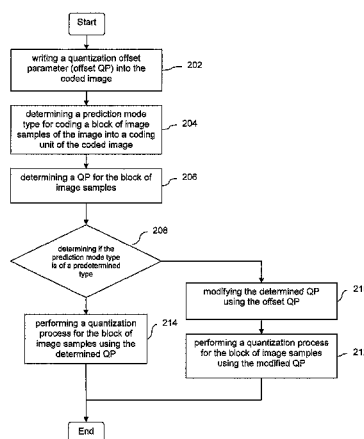 Start
writing a quantization offset
parameter (offset QP) into the
coded image
202
determining a prediction mode
type for coding a block of image
samples of the image into a coding
unit of the coded image
204
determining a QP for the block of
image samples
206
208
determining if the
prediction mode type
is of a predetermined
type
modifying the determined QP
using the offset QP
21
performing a quantization
process for the block of
image samples using the
determined QP
214
performing a quantization process
for the block of image samples
using the modified QP
21
End